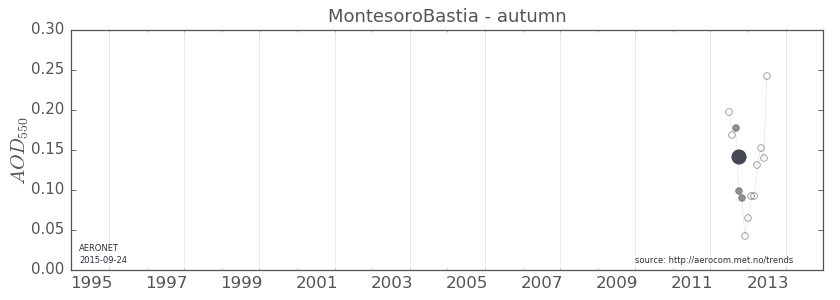 MontesoroBastia - autumn
0.30
0.25
0.20
0.15
0.10
0.05
0.00
AOD550
AERONET
2015-09-24
source: http://aerocom.met.no/trends
1995 1997 1999 2001 2003 2005 2007 2009 2011 2013